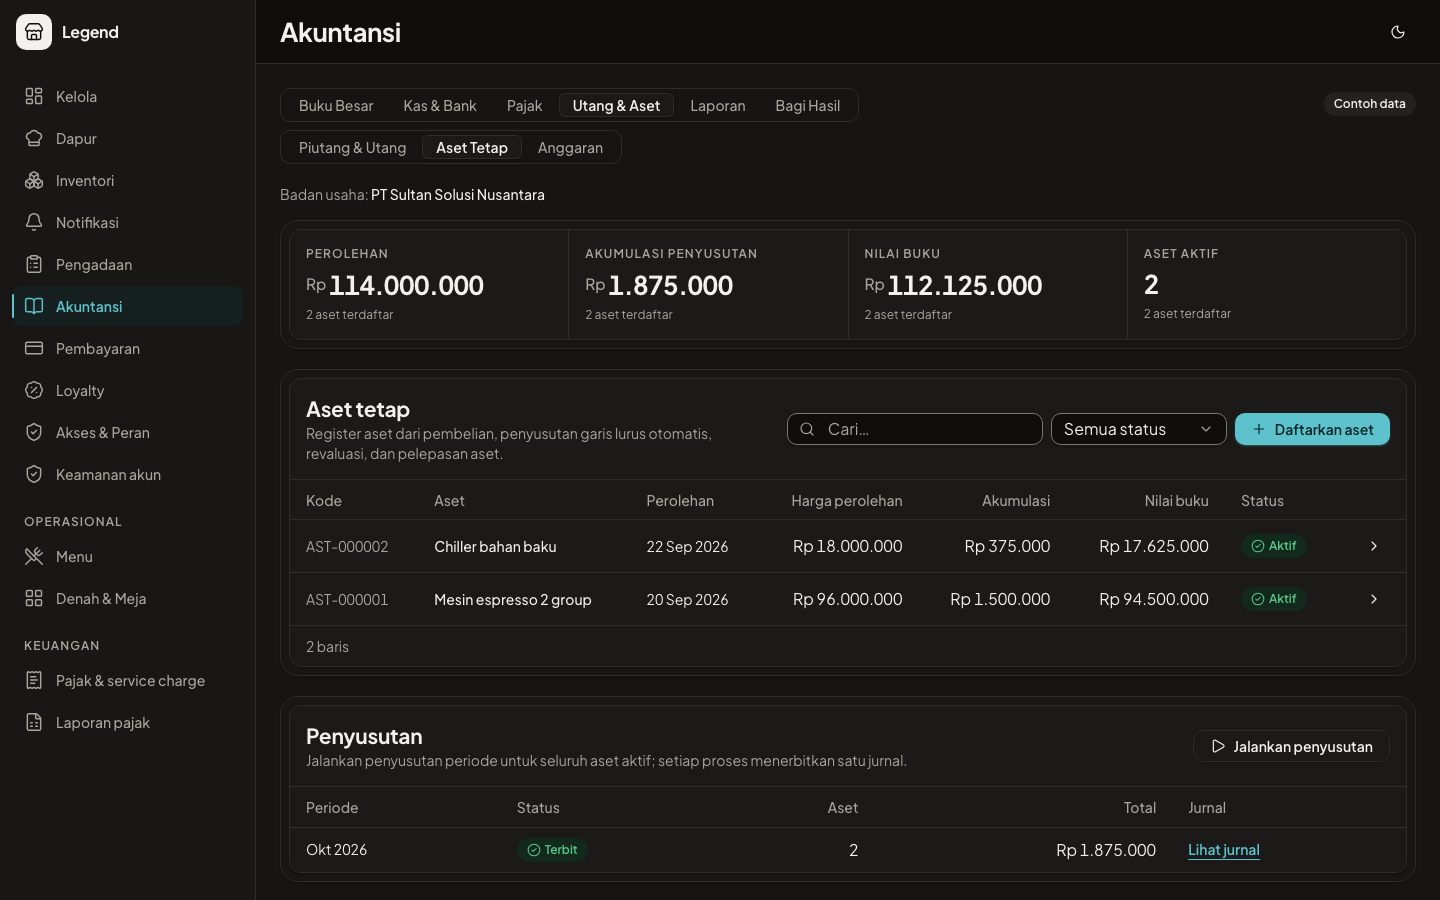 Legend
Akuntansi
Kelola
Dapur
Inventori
Notifikasi
Pengadaan
Akuntansi
Pembayaran
Loyalty
Akses & Peran
Keamanan akun
OPERASIONAL
Menu
Denah & Meja
KEUANGAN
Pajak & service charge
Laporan pajak
Buku Besar Kas & Bank Pajak Utang & Aset Laporan Bagi Hasil
Contoh data
Piutang & Utang Aset Tetap Anggaran
Badan usaha: PT Sultan Solusi Nusantara
PEROLEHAN
Rp 114.000.000
2 aset terdaftar
AKUMULASI PENYUSUTAN
Rp 1.875.000
2 aset terdaftar
NILAI BUKU
Rp 112.125.000
2 aset terdaftar
ASET AKTIF
2
2 aset terdaftar
Aset tetap
Register aset dari pembelian, penyusutan garis lurus otomatis,
revaluasi, dan pelepasan aset.
Cari... Semua status + Daftarkan aset
Kode Aset Perolehan Harga perolehan Akumulasi Nilai buku Status
AST-000002 Chiller bahan baku 22 Sep 2026 Rp 18.000.000 Rp 375.000 Rp 17.625.000 Aktif
AST-000001 Mesin espresso 2 group 20 Sep 2026 Rp 96.000.000 Rp 1.500.000 Rp 94.500.000 Aktif
2 baris
Penyusutan
Jalankan penyusutan periode untuk seluruh aset aktif; setiap proses menerbitkan satu jurnal.
Jalankan penyusutan
Periode Status Aset Total Jurnal
Okt 2026 Terbit 2 Rp 1.875.000 Lihat jurnal